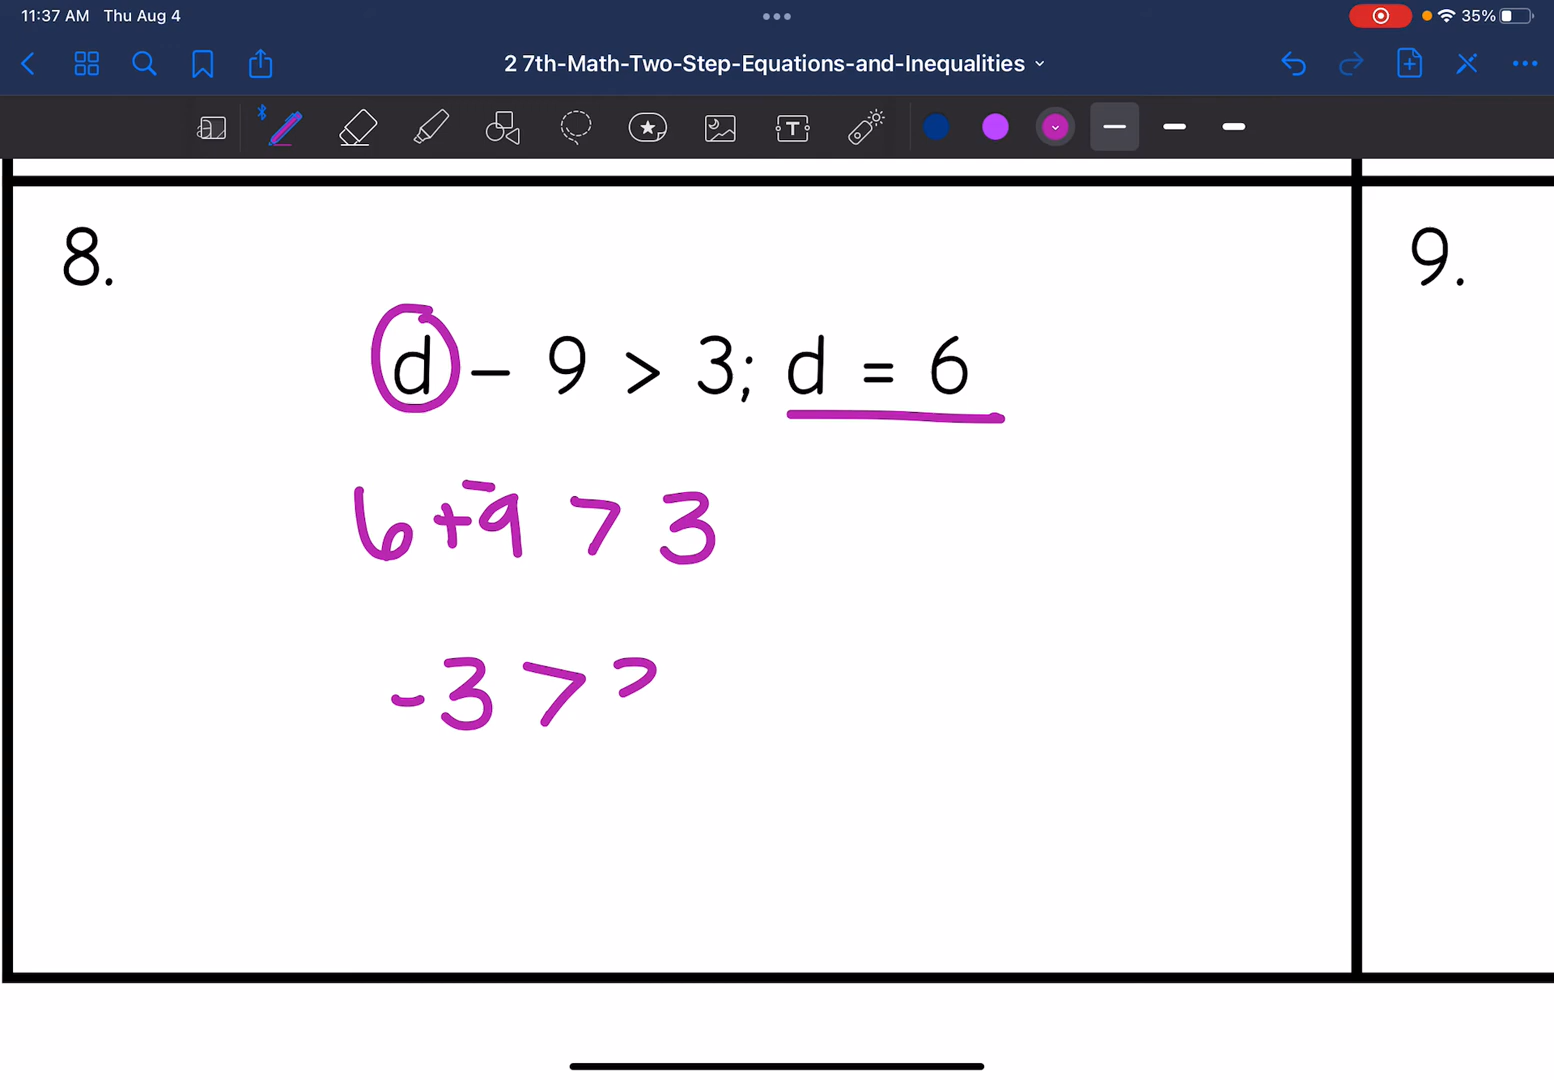 11:37 AM Thu Aug 4
35%
2 7th-Math-Two-Step-Equations-and-Inequalities
T
8.
9.
d - 9 > 3; d = 6
6 + -9 > 3
-3 >